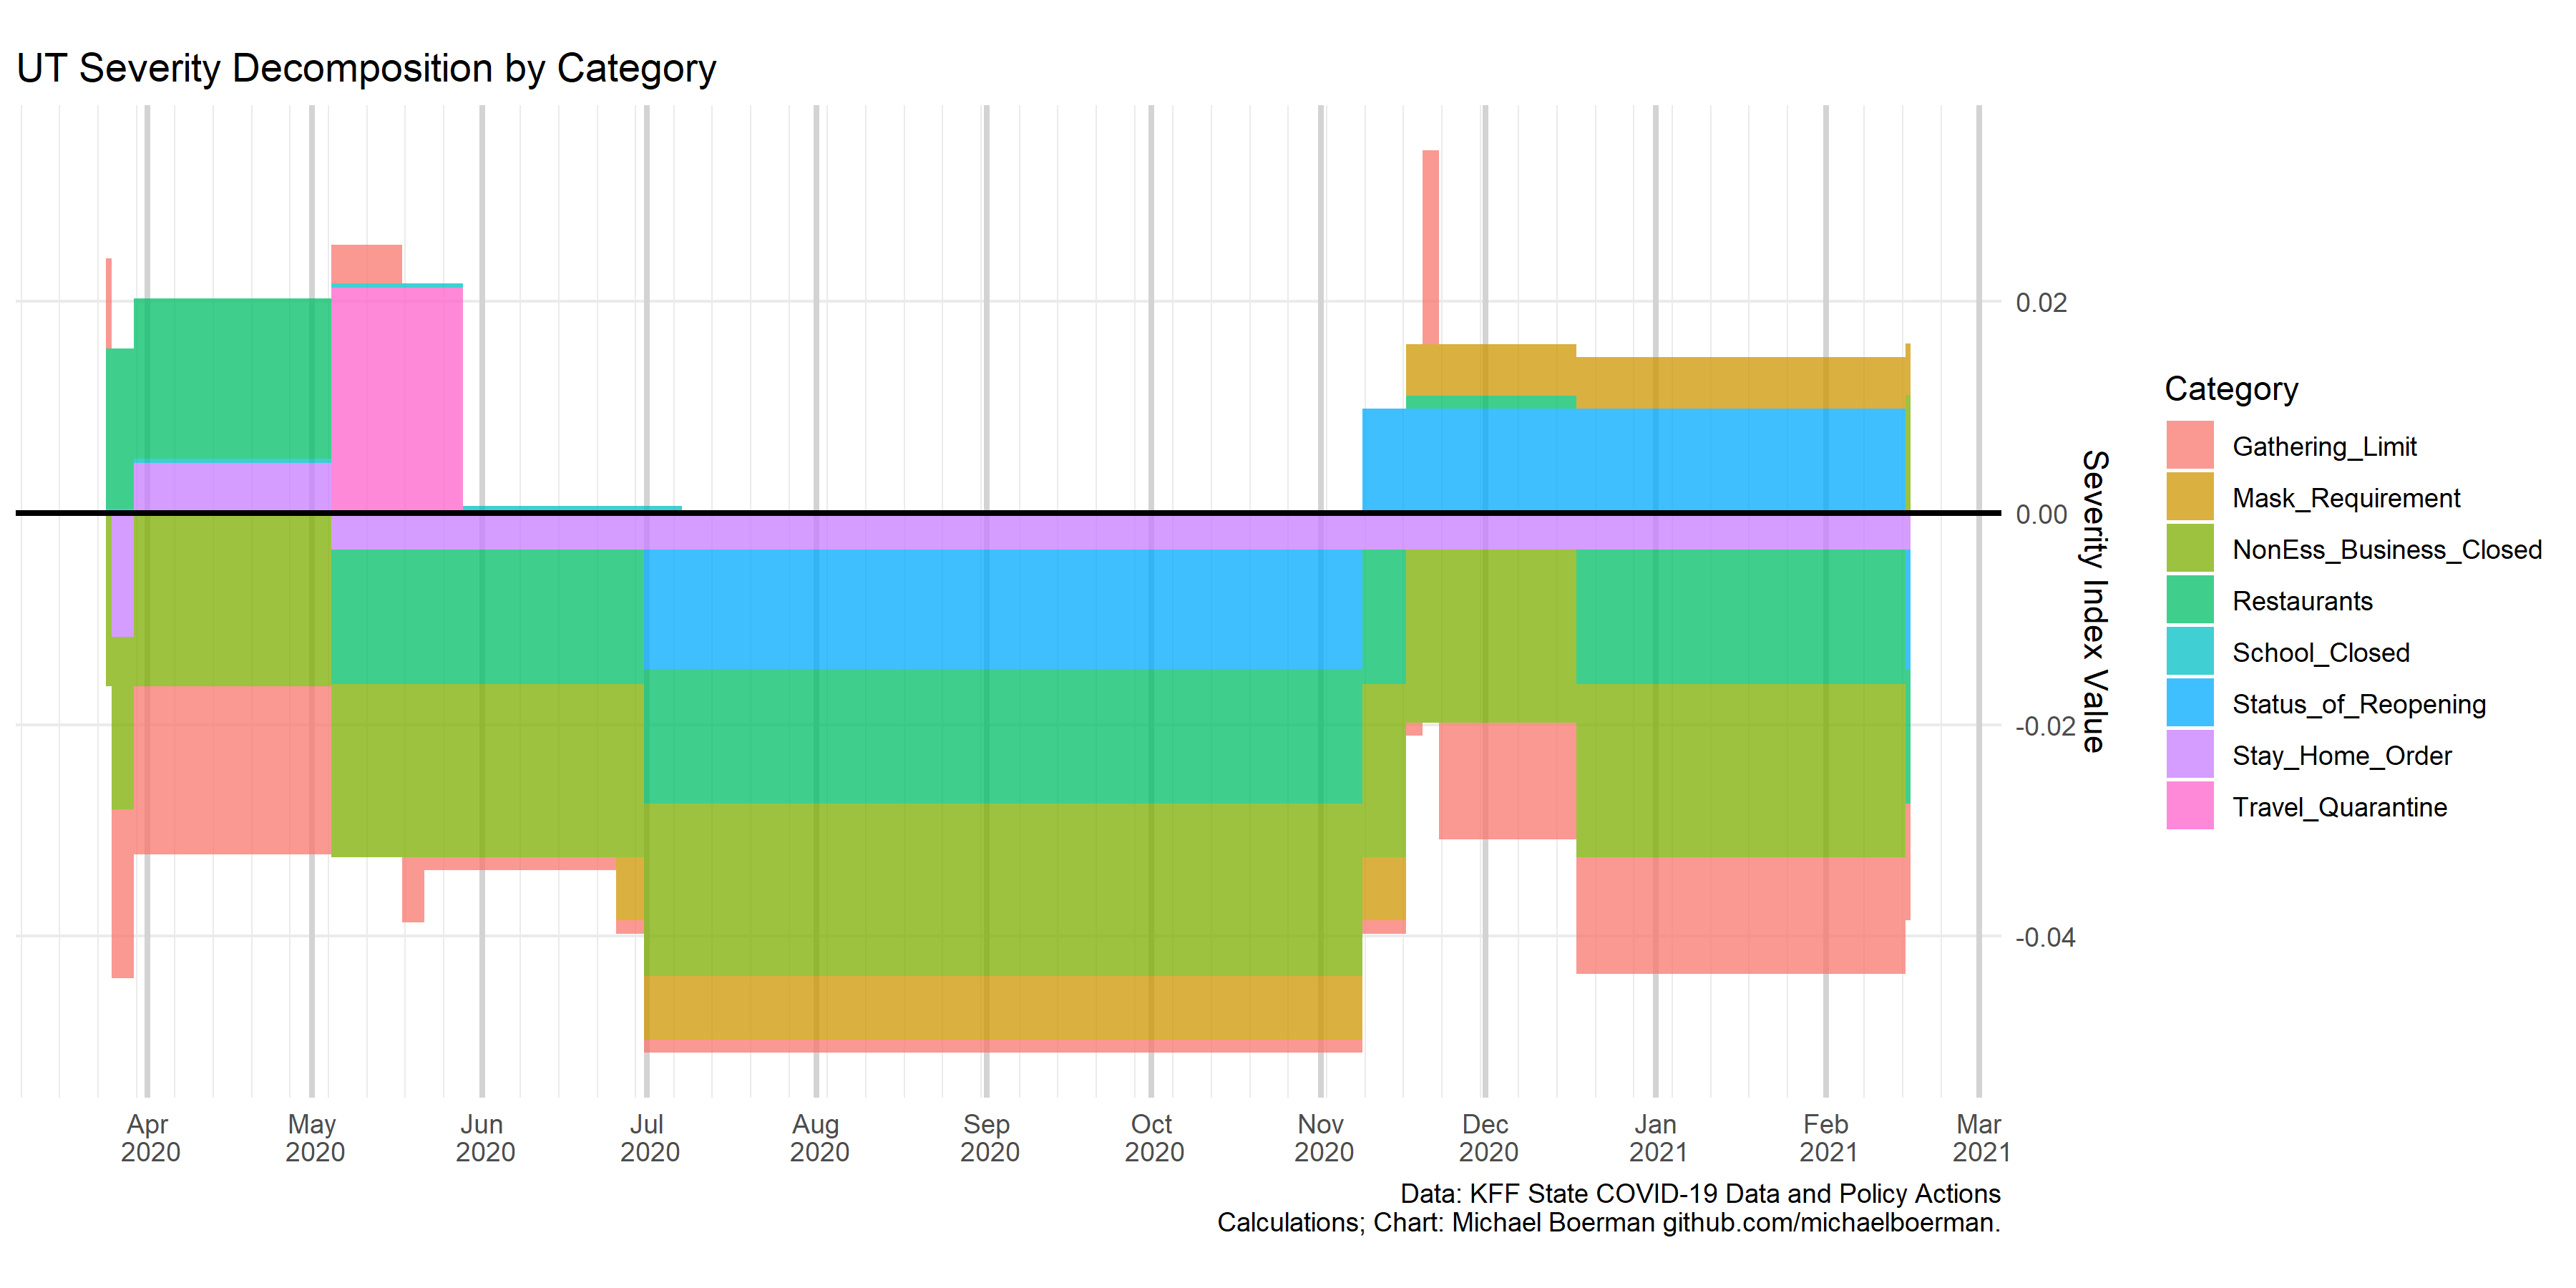 UT Severity Decomposition by Category
0.02
0.00
-0.02
-0.04
Severity Index Value
Apr
2020
May
2020
Jun
2020
Jul
2020
Aug
2020
Sep
2020
Oct
2020
Nov
2020
Dec
2020
Jan
2021
Feb
2021
Mar
2021
Category
Gathering_Limit
Mask_Requirement
NonEss_Business_Closed
Restaurants
School_Closed
Status_of_Reopening
Stay_Home_Order
Travel_Quarantine
Data: KFF State COVID-19 Data and Policy Actions
Calculations; Chart: Michael Boerman github.com/michaelboerman.